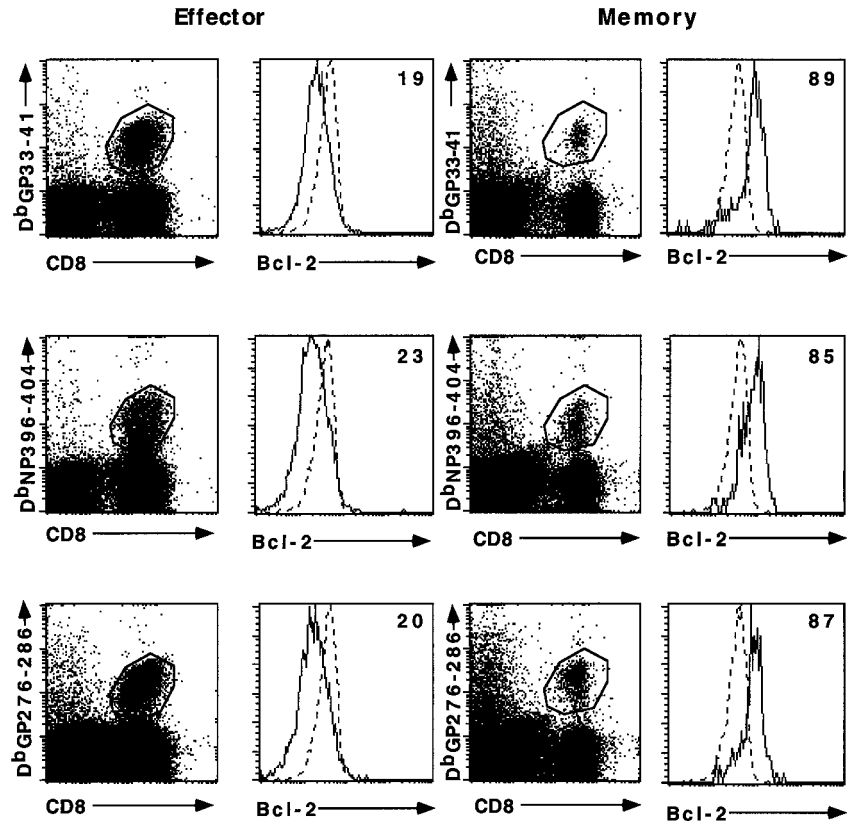 Effector
Memory
DbGP33-41
CD8
19
Bcl-2
DbGP33-41
CD8
89
Bcl-2
DbNP396-404
CD8
23
Bcl-2
DbNP396-404
CD8
85
Bcl-2
DbGP276-286
CD8
20
Bcl-2
DbGP276-286
CD8
87
Bcl-2